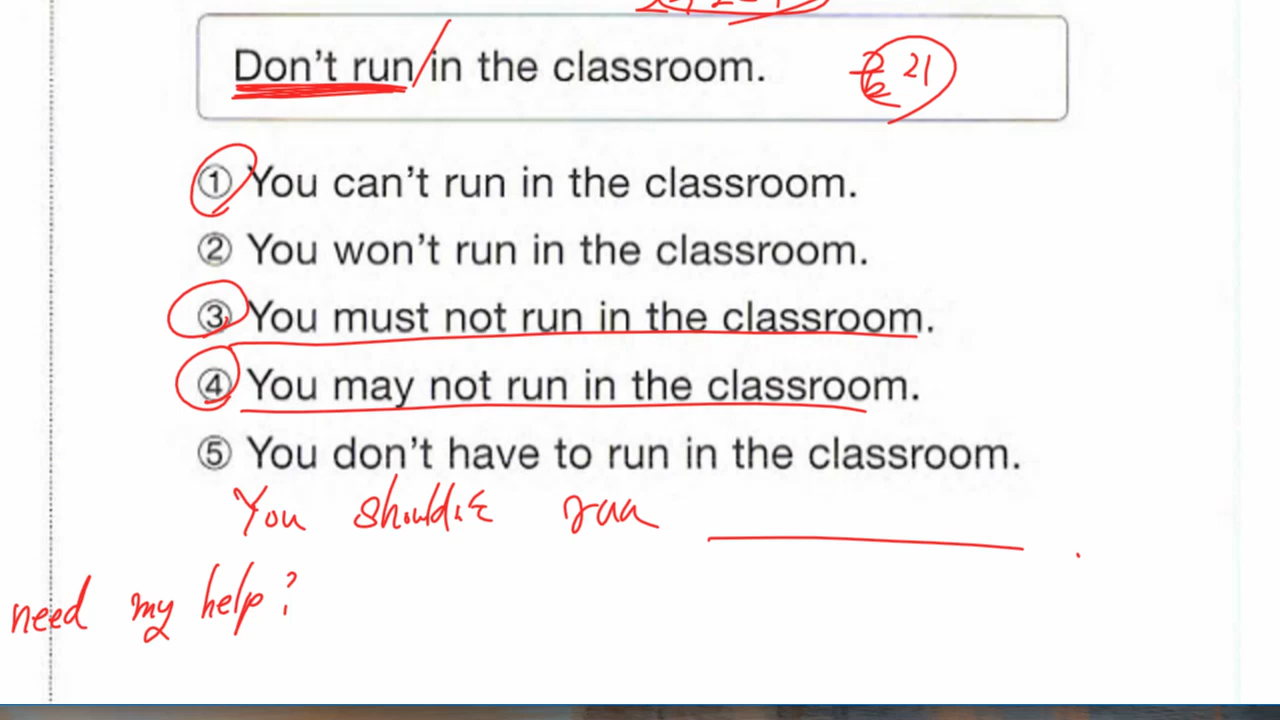 Don't run in the classroom.
21
① You can't run in the classroom.
② You won't run in the classroom.
③ You must not run in the classroom.
④ You may not run in the classroom.
⑤ You don't have to run in the classroom.
You shouldn't run
need my help?